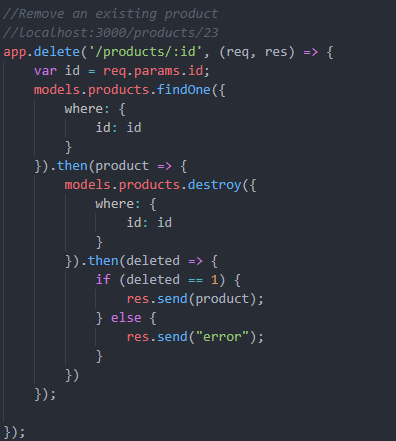 //Remove an existing product
//localhost:3000/products/23
app.delete('/products/:id', (req, res) => {
    var id = req.params.id;
    models.products.findOne({
        where: {
            id: id
        }
    }).then(product => {
        models.products.destroy({
            where: {
                id: id
            }
        }).then(deleted => {
            if (deleted == 1) {
                res.send(product);
            } else {
                res.send("error");
            }
        })
    });

});